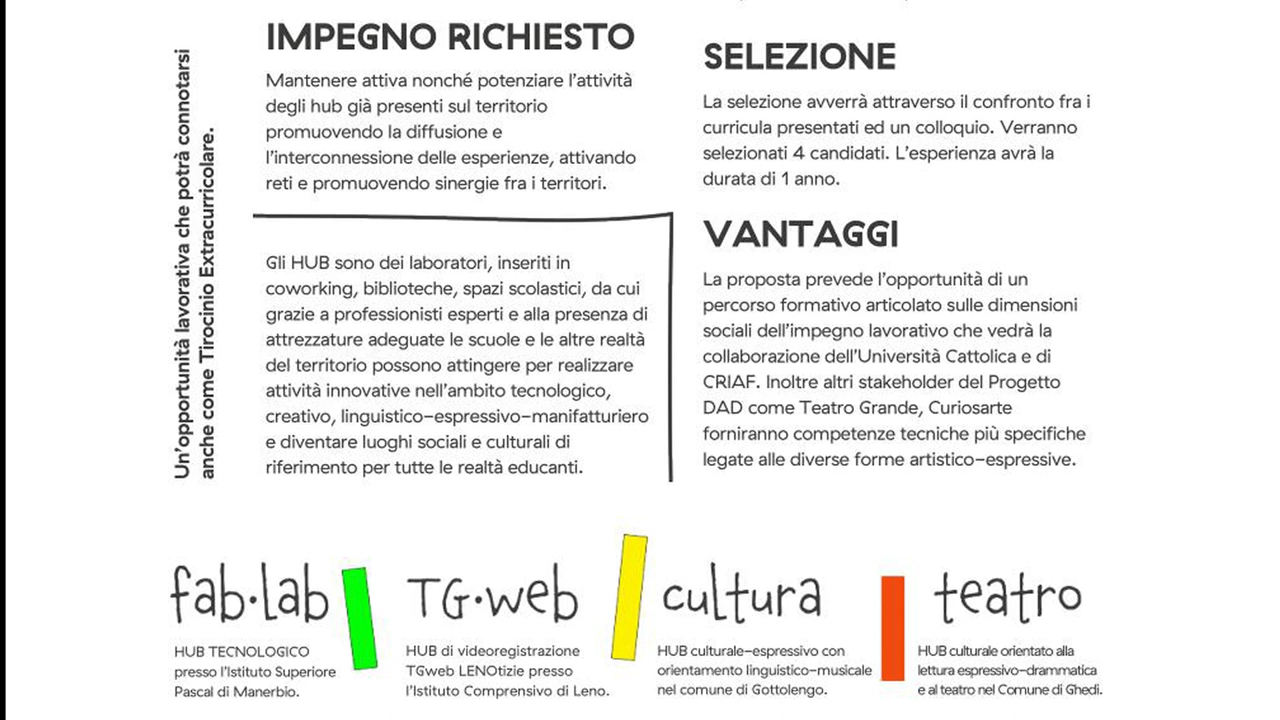 Un'opportunità lavorativa che potrà connotarsi
anche come Tirocinio Extracurricolare.
IMPEGNO RICHIESTO
Mantenere attiva nonché potenziare l'attività
degli hub già presenti sul territorio
promuovendo la diffusione e
l'interconnessione delle esperienze, attivando
reti e promuovendo sinergie fra i territori.
Gli HUB sono dei laboratori, inseriti in
coworking, biblioteche, spazi scolastici, da cui
grazie a professionisti esperti e alla presenza di
attrezzature adeguate le scuole e le altre realtà
del territorio possono attingere per realizzare
attività innovative nell'ambito tecnologico,
creativo, linguistico-espressivo-manifatturiero
e diventare luoghi sociali e culturali di
riferimento per tutte le realtà educanti.
SELEZIONE
La selezione avverrà attraverso il confronto fra i
curricula presentati ed un colloquio. Verranno
selezionati 4 candidati. L'esperienza avrà la
durata di 1 anno.
VANTAGGI
La proposta prevede l'opportunità di un
percorso formativo articolato sulle dimensioni
sociali dell'impegno lavorativo che vedrà la
collaborazione dell'Università Cattolica e di
CRIAF. Inoltre altri stakeholder del Progetto
DAD come Teatro Grande, Curiosarte
forniranno competenze tecniche più specifiche
legate alle diverse forme artistico-espressive.
fab·lab
HUB TECNOLOGICO
presso l'Istituto Superiore
Pascal di Manerbio.
TG·web
HUB di videoregistrazione
TGweb LENOtizie presso
l'Istituto Comprensivo di Leno.
cultura
HUB culturale-espressivo con
orientamento linguistico-musicale
nel comune di Gottolengo.
teatro
HUB culturale orientato alla
lettura espressivo-drammatica
e al teatro nel Comune di Ghedi.